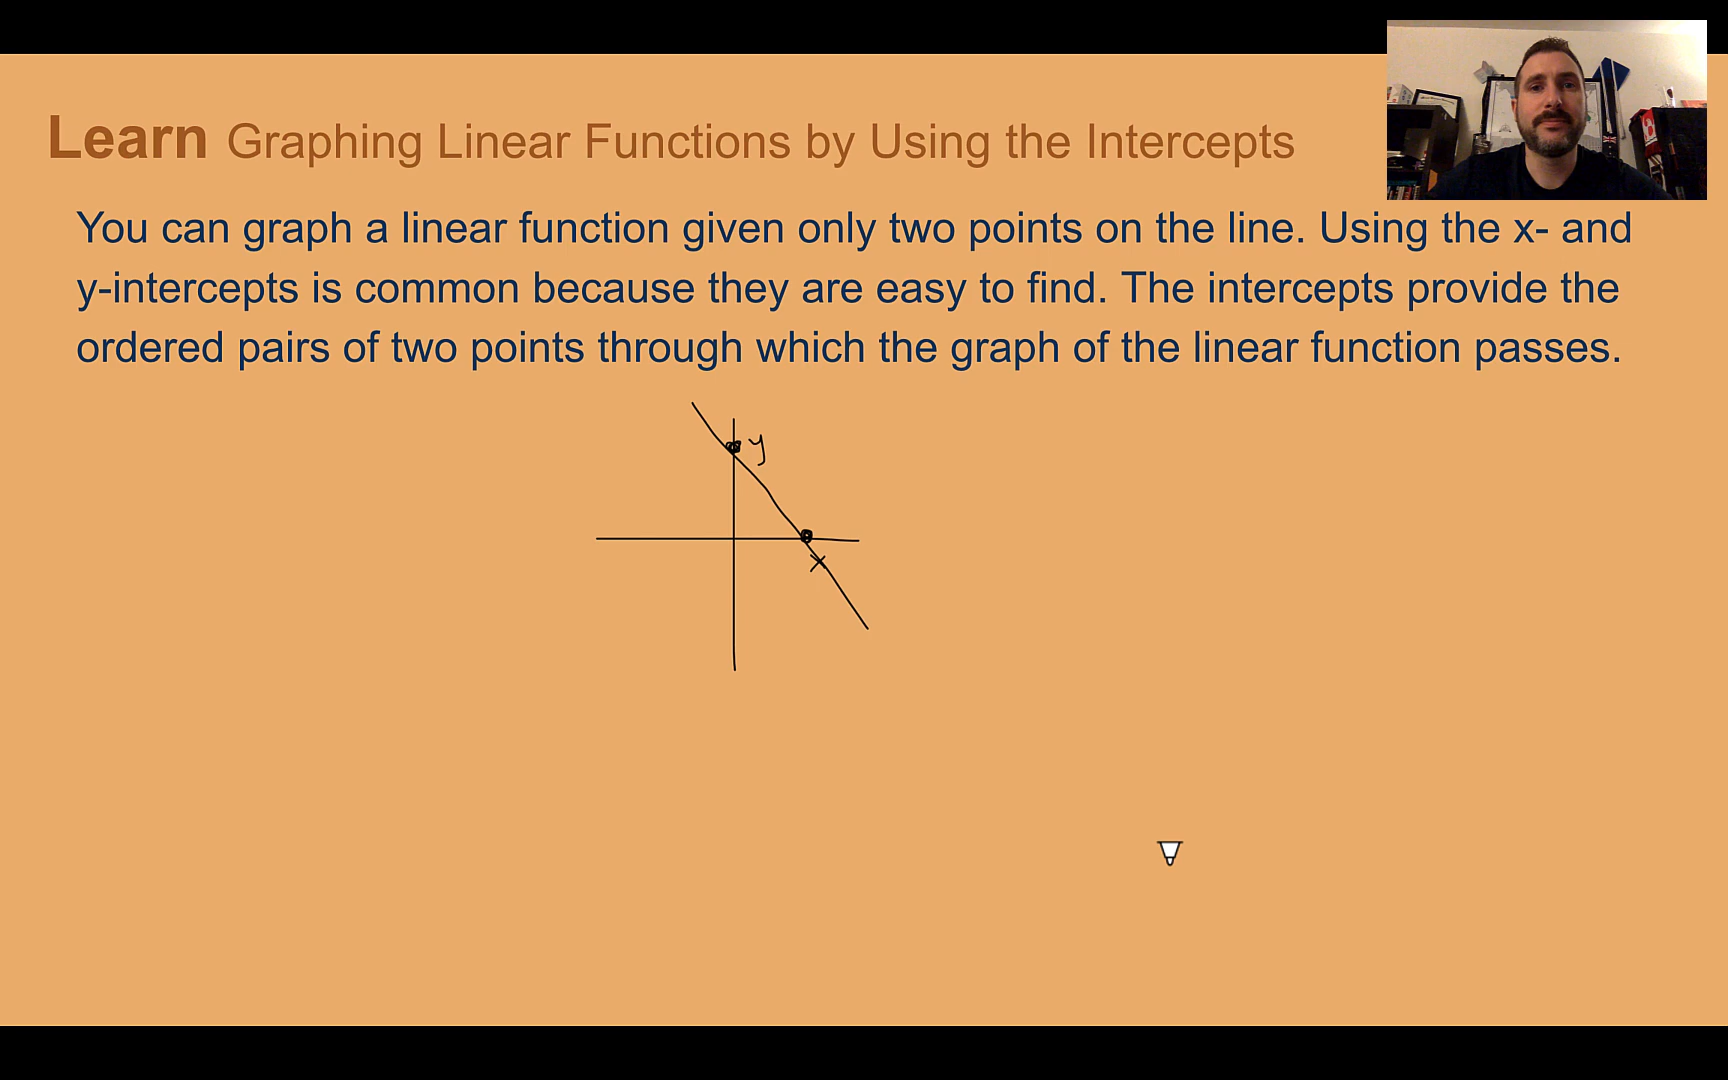 Learn Graphing Linear Functions by Using the Intercepts
You can graph a linear function given only two points on the line. Using the x- and
y-intercepts is common because they are easy to find. The intercepts provide the
ordered pairs of two points through which the graph of the linear function passes.
y
x